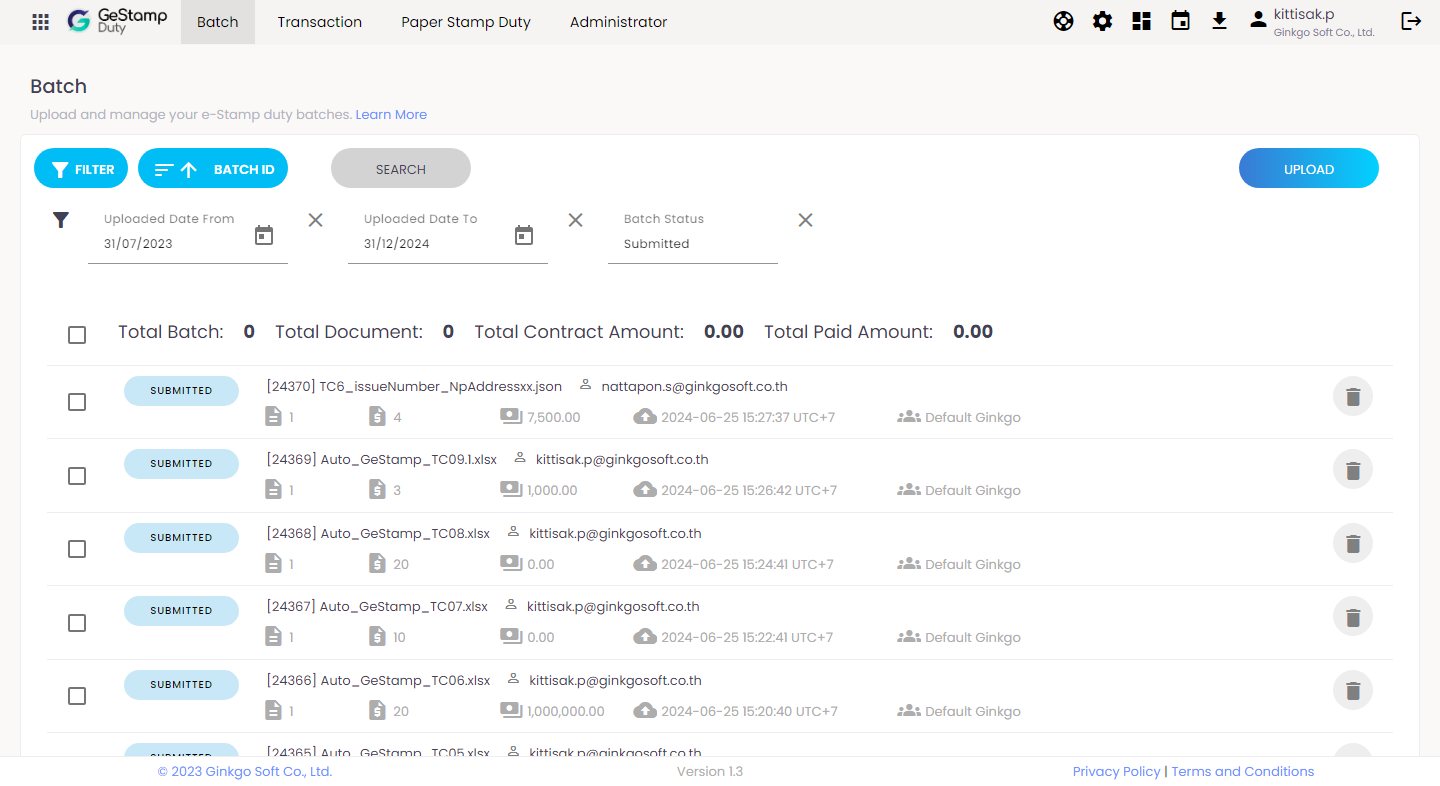 GeStamp
Duty
Batch
Transaction
Paper Stamp Duty
Administrator
kittisak.p
Ginkgo Soft Co., Ltd.
Batch
Upload and manage your e-Stamp duty batches. Learn More
FILTER
BATCH ID
SEARCH
UPLOAD
Uploaded Date From
31/07/2023
Uploaded Date To
31/12/2024
Batch Status
Submitted
Total Batch: 0 Total Document: 0 Total Contract Amount: 0.00 Total Paid Amount: 0.00
SUBMITTED
[24370] TC6_issueNumber_NpAddressxx.json nattapon.s@ginkgosoft.co.th
1 4 7,500.00 2024-06-25 15:27:37 UTC+7 Default Ginkgo
SUBMITTED
[24369] Auto_GeStamp_TC09.1.xlsx kittisak.p@ginkgosoft.co.th
1 3 1,000.00 2024-06-25 15:26:42 UTC+7 Default Ginkgo
SUBMITTED
[24368] Auto_GeStamp_TC08.xlsx kittisak.p@ginkgosoft.co.th
1 20 0.00 2024-06-25 15:24:41 UTC+7 Default Ginkgo
SUBMITTED
[24367] Auto_GeStamp_TC07.xlsx kittisak.p@ginkgosoft.co.th
1 10 0.00 2024-06-25 15:22:41 UTC+7 Default Ginkgo
SUBMITTED
[24366] Auto_GeStamp_TC06.xlsx kittisak.p@ginkgosoft.co.th
1 20 1,000,000.00 2024-06-25 15:20:40 UTC+7 Default Ginkgo
SUBMITTED
[24365] Auto_GeStamp_TC05.xlsx kittisak.p@ginkgosoft.co.th
© 2023 Ginkgo Soft Co., Ltd.
Version 1.3
Privacy Policy | Terms and Conditions